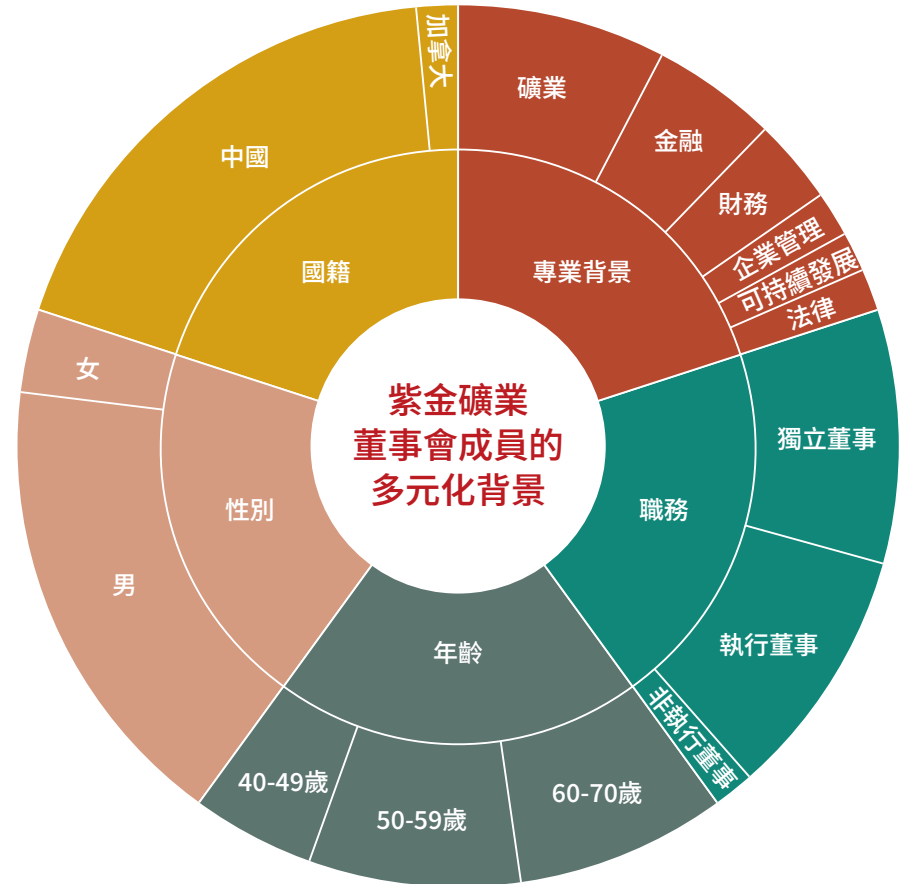 紫金礦業
董事會成員的
多元化背景
專業背景
礦業
金融
財務
企業管理
可持續發展
法律
職務
獨立董事
執行董事
非執行董事
年齡
60-70歲
50-59歲
40-49歲
性別
男
女
國籍
中國
加拿大